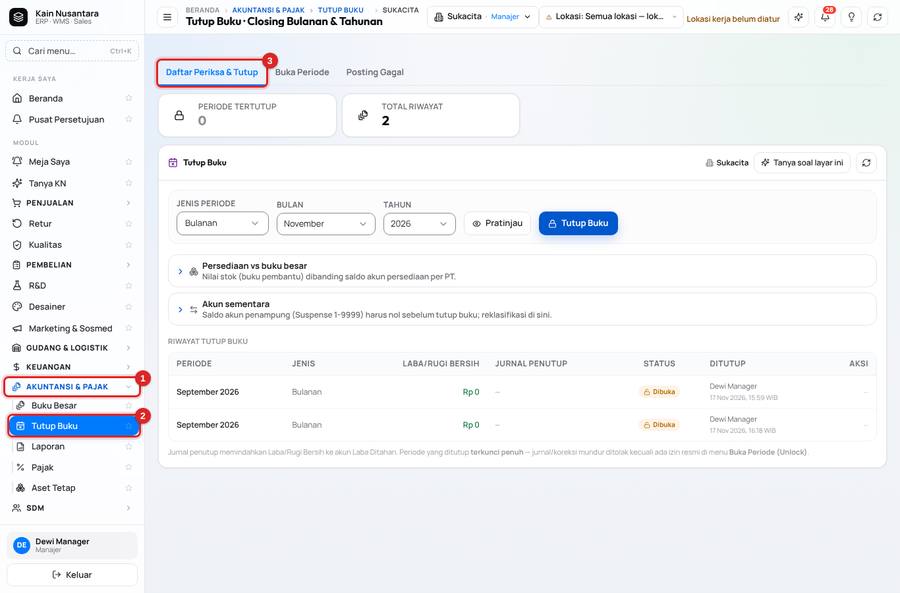 Kain Nusantara
ERP · WMS · Sales
Cari menu... Ctrl+K
KERJA SAYA
Beranda
Pusat Persetujuan
MODUL
Meja Saya
Tanya KN
PENJUALAN
Retur
Kualitas
PEMBELIAN
R&D
Desainer
Marketing & Sosmed
GUDANG & LOGISTIK
KEUANGAN
AKUNTANSI & PAJAK
1
Buku Besar
Tutup Buku
2
Laporan
Pajak
Aset Tetap
SDM
DE
Dewi Manager
Manajer
Keluar
BERANDA › AKUNTANSI & PAJAK › TUTUP BUKU › SUKACITA
Tutup Buku · Closing Bulanan & Tahunan
Sukacita · Manajer
Lokasi: Semua lokasi — lok...
Lokasi kerja belum diatur
26
Daftar Periksa & Tutup
3
Buka Periode
Posting Gagal
PERIODE TERTUTUP
0
TOTAL RIWAYAT
2
Tutup Buku
Sukacita
Tanya soal layar ini
JENIS PERIODE BULAN TAHUN
Bulanan November 2026 Pratinjau Tutup Buku
Persediaan vs buku besar
Nilai stok (buku pembantu) dibanding saldo akun persediaan per PT.
Akun sementara
Saldo akun penampung (Suspense 1-9999) harus nol sebelum tutup buku; reklasifikasi di sini.
RIWAYAT TUTUP BUKU
PERIODE JENIS LABA/RUGI BERSIH JURNAL PENUTUP STATUS DITUTUP AKSI
September 2026 Bulanan Rp 0 — Dibuka Dewi Manager —
17 Nov 2026, 15.59 WIB
September 2026 Bulanan Rp 0 — Dibuka Dewi Manager —
17 Nov 2026, 16.18 WIB
Jurnal penutup memindahkan Laba/Rugi Bersih ke akun Laba Ditahan. Periode yang ditutup terkunci penuh — jurnal/koreksi mundur ditolak kecuali ada izin resmi di menu Buka Periode (Unlock).